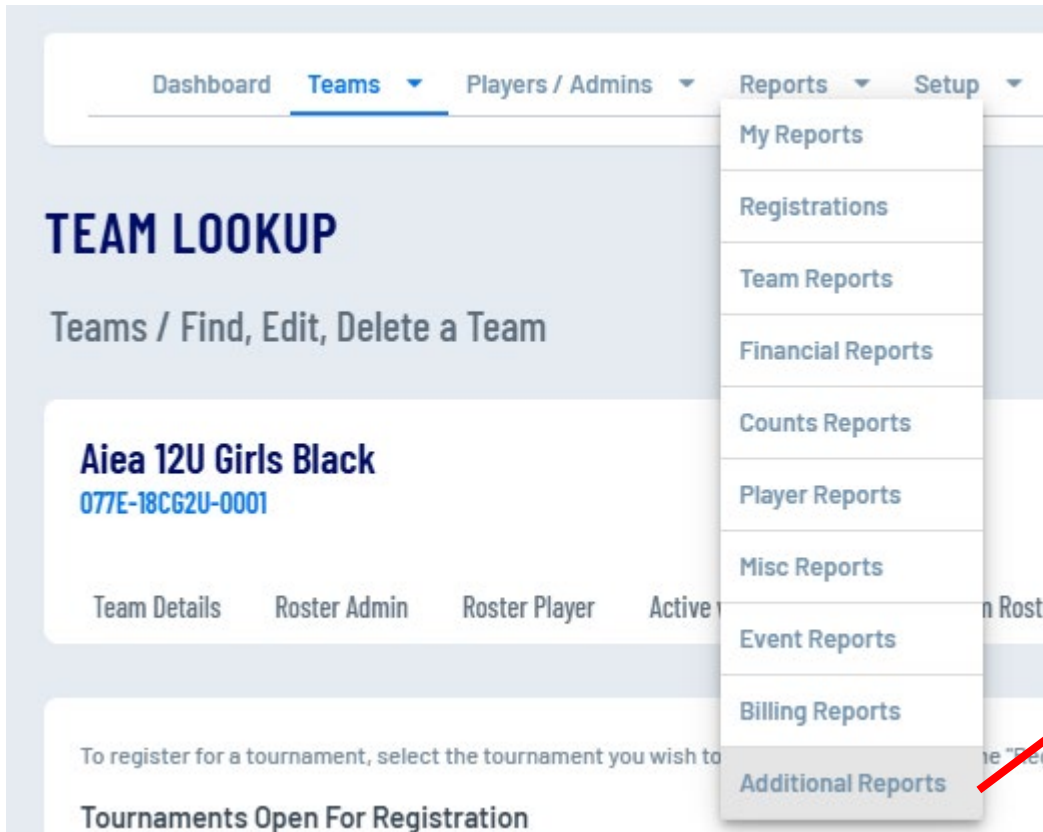 Dashboard Teams Players / Admins Reports Setup
My Reports
Registrations
TEAM LOOKUP
Team Reports
Teams / Find, Edit, Delete a Team
Financial Reports
Counts Reports
Aiea 12U Girls Black
077E-18CG2U-0001
Player Reports
Misc Reports
Team Details Roster Admin Roster Player Active
Event Reports
Billing Reports
To register for a tournament, select the tournament you wish to
Additional Reports
Tournaments Open For Registration